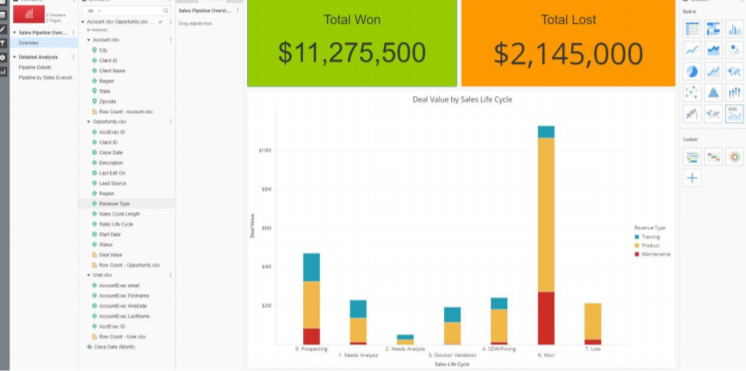 2 Chapters
3 Pages
Sales Pipeline Over...
Overview
Detailed Analysis
Pipeline Details
Pipeline by Sales Executi...
All
Account.xlsx Opportunity.xlsx ...
In memory
Account.xlsx
City
Client ID
Client Name
Region
State
Zipcode
Row Count - Account.xlsx
Opportunity.xlsx
AcctExec ID
Client ID
Close Date
Description
Last Edit On
Lead Source
Region
Revenue Type
Sales Cycle Length
Sales Life Cycle
Start Date
Status
Deal Value
Row Count - Opportunity.xlsx
User.xlsx
AccountExec email
AccountExec Firstname
AccountExec HireDate
AccountExec LastName
AcctExec ID
Row Count - User.xlsx
Close Date (Month)
Sales Pipeline Overvi...
Drag objects here
Total Won
$11,275,500
Total Lost
$2,145,000
Deal Value by Sales Life Cycle
Deal Value
$10M
$8M
$6M
$4M
$2M
0. Prospecting
1. Needs Analysis
2. Needs Analysis
3. Solution Validation
4. SOW/Pricing
6. Won
7. Lost
Sales Life Cycle
Revenue Type
Training
Product
Maintenance
Built-in
Custom